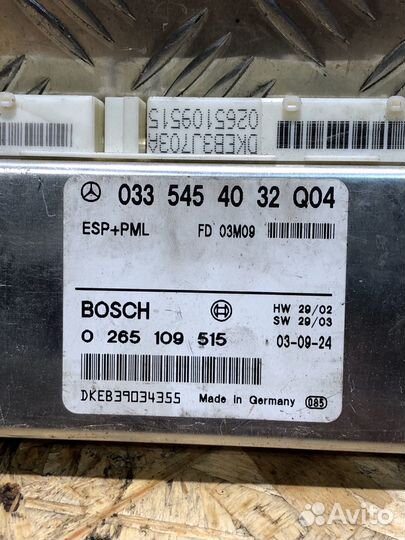 DKEB3J703A
0265109515
033 545 40 32 Q04
ESP+PML FD 03M09
BOSCH HW 29/02
SW 29/03
0 265 109 515 03-09-24
DKEB39034355 Made in Germany 085
Avito